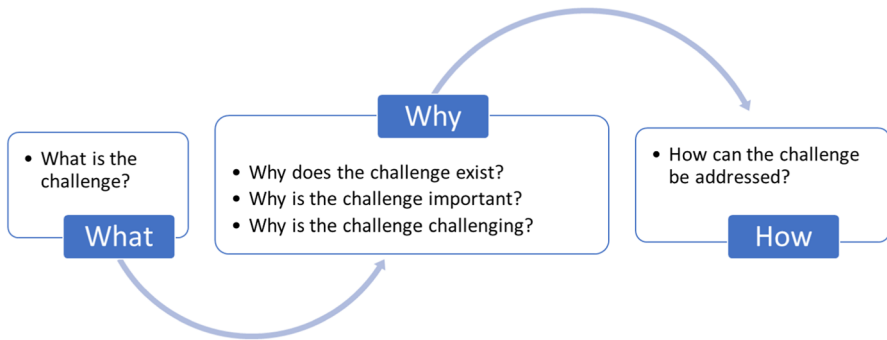 • What is the
challenge?
What
Why
• Why does the challenge exist?
• Why is the challenge important?
• Why is the challenge challenging?
• How can the challenge
be addressed?
How